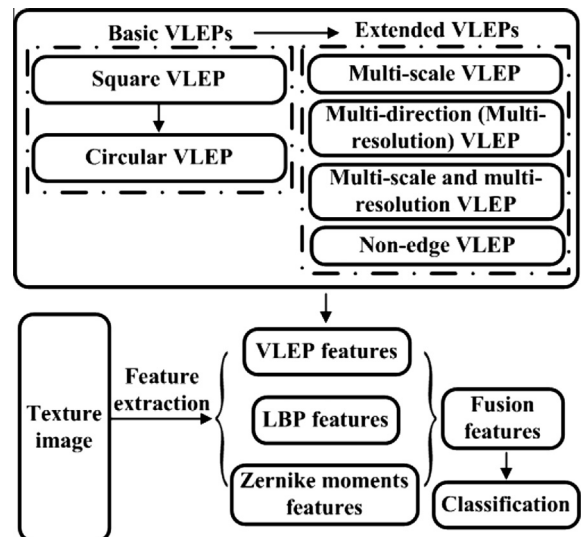 Basic VLEPs
Extended VLEPs
Square VLEP
Circular VLEP
Multi-scale VLEP
Multi-direction (Multi-
resolution) VLEP
Multi-scale and multi-
resolution VLEP
Non-edge VLEP
Texture
image
Feature
extraction
VLEP features
LBP features
Zernike moments
features
Fusion
features
Classification